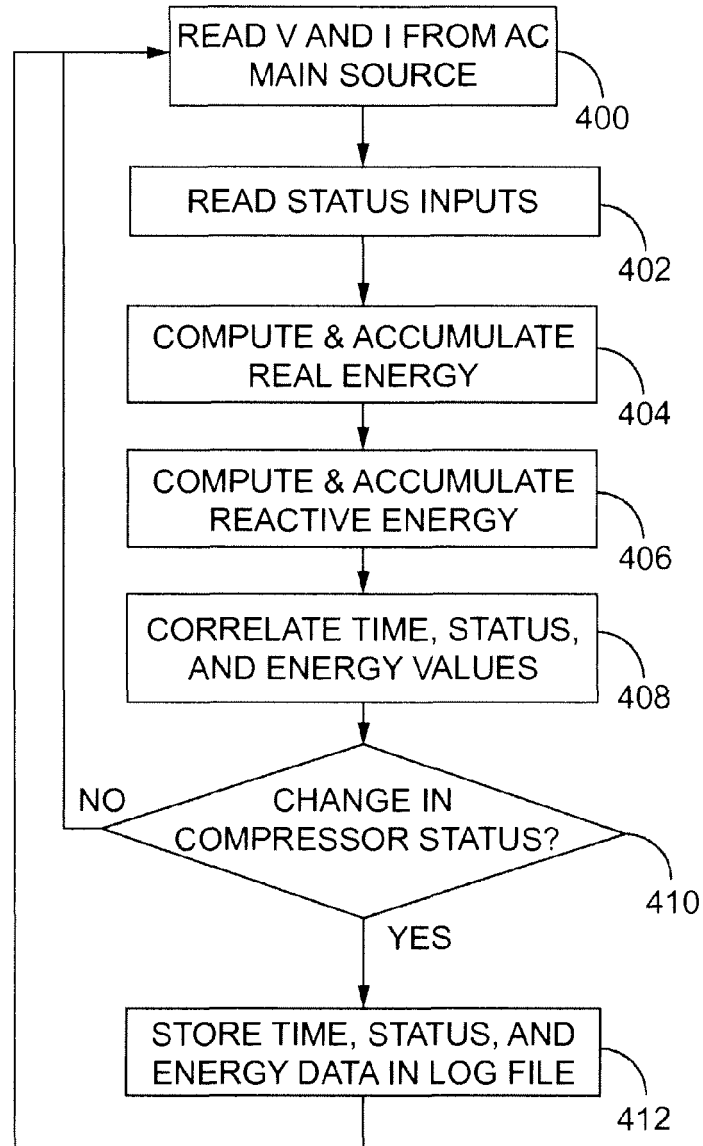 READ V AND I FROM AC
MAIN SOURCE
400
READ STATUS INPUTS
402
COMPUTE & ACCUMULATE
REAL ENERGY
404
COMPUTE & ACCUMULATE
REACTIVE ENERGY
406
CORRELATE TIME, STATUS,
AND ENERGY VALUES
408
NO
CHANGE IN
COMPRESSOR STATUS?
410
YES
STORE TIME, STATUS, AND
ENERGY DATA IN LOG FILE
412